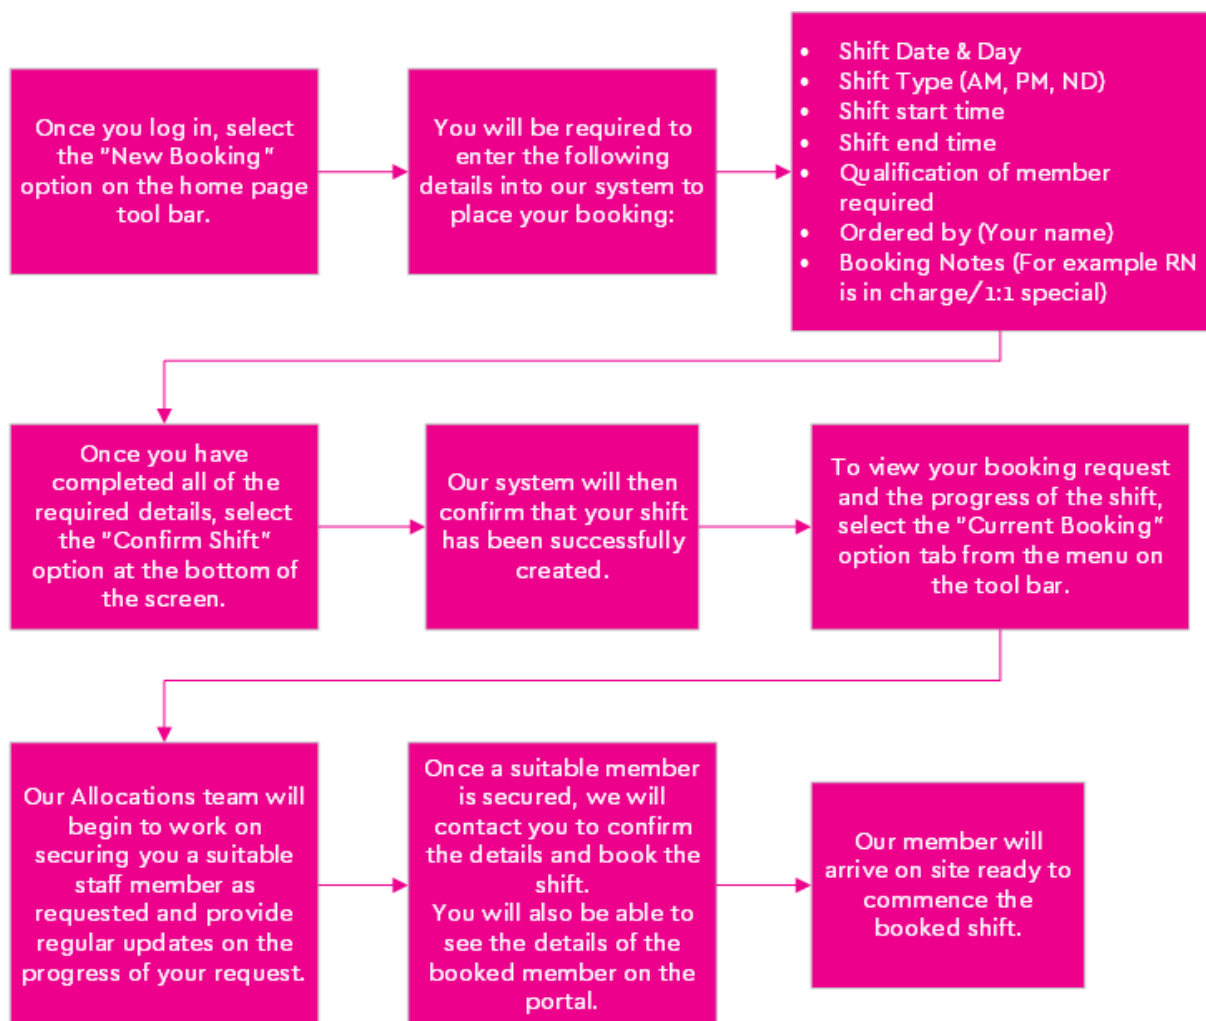 Once you log in, select
the "New Booking"
option on the home page
tool bar.
You will be required to
enter the following
details into our system to
place your booking:
• Shift Date & Day
• Shift Type (AM, PM, ND)
• Shift start time
• Shift end time
• Qualification of member
required
• Ordered by (Your name)
• Booking Notes (For example RN
is in charge/1:1 special)
Once you have
completed all of the
required details, select
the "Confirm Shift"
option at the bottom of
the screen.
Our system will then
confirm that your shift
has been successfully
created.
To view your booking request
and the progress of the shift,
select the "Current Booking"
option tab from the menu on
the tool bar.
Our Allocations team will
begin to work on
securing you a suitable
staff member as
requested and provide
regular updates on the
progress of your request.
Once a suitable member
is secured, we will
contact you to confirm
the details and book the
shift.
You will also be able to
see the details of the
booked member on the
portal.
Our member will
arrive on site ready to
commence the
booked shift.